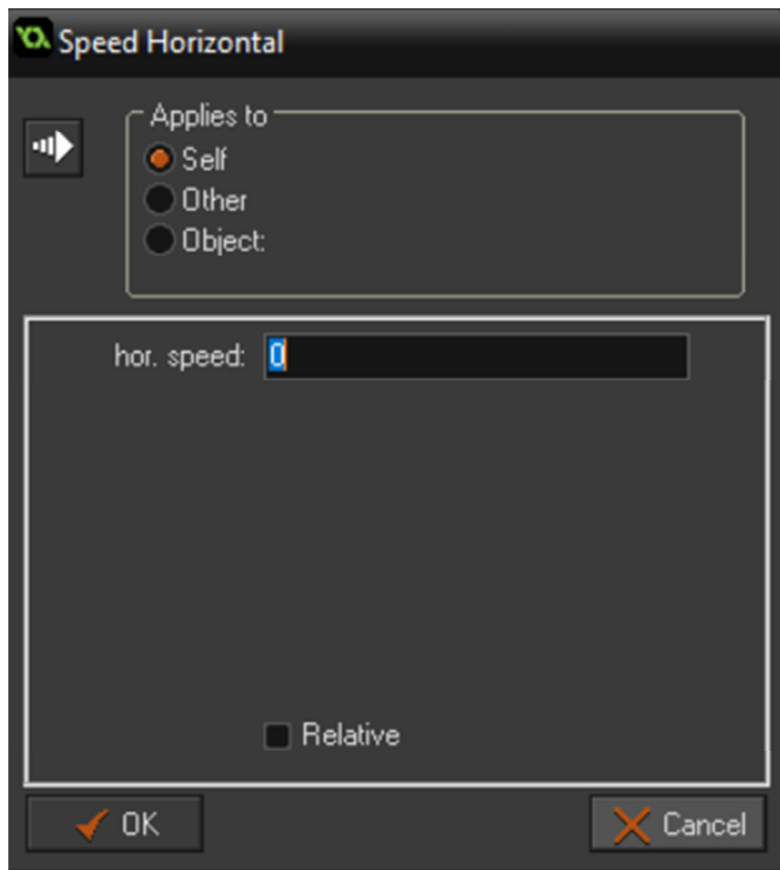 Speed Horizontal
Applies to
Self
Other
Object:
hor. speed: 0
Relative
OK
Cancel